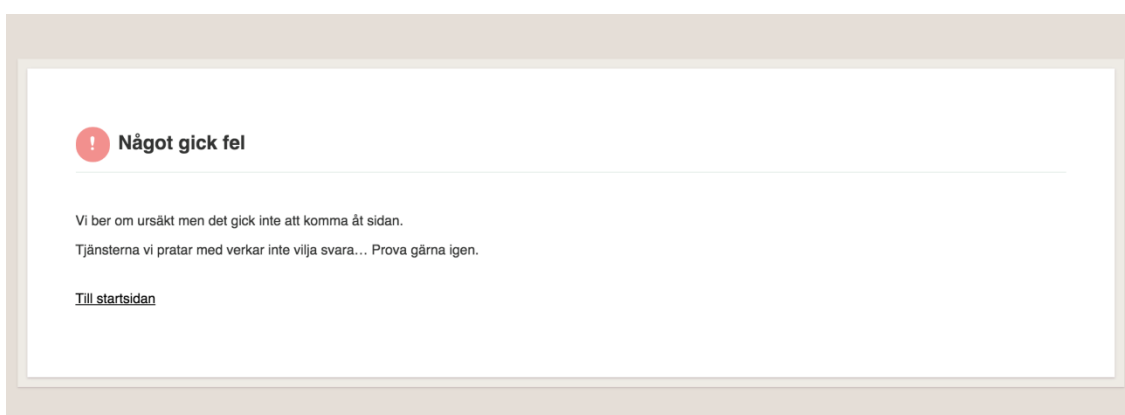 ! Något gick fel
Vi ber om ursäkt men det gick inte att komma åt sidan.
Tjänsterna vi pratar med verkar inte vilja svara… Prova gärna igen.
Till startsidan